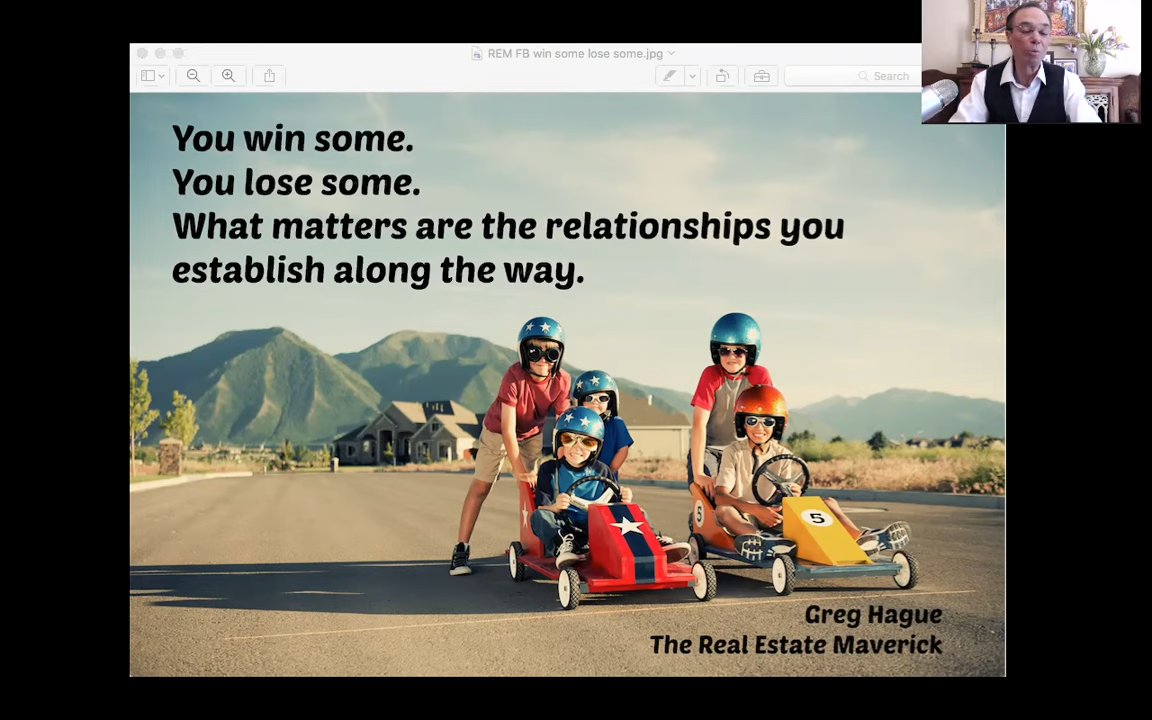 REM FB win some lose some.jpg
Search
You win some.
You lose some.
What matters are the relationships you
establish along the way.
5
5
Greg Hague
The Real Estate Maverick